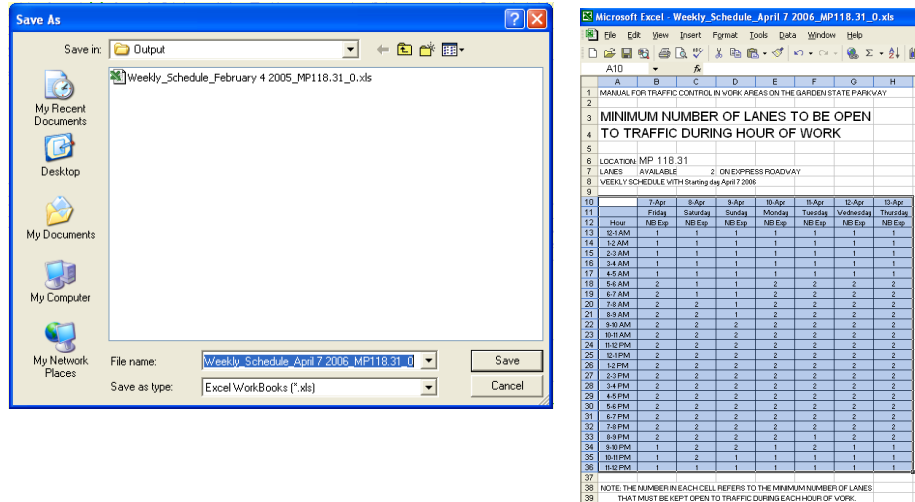 Save As
Save in:
Output
Weekly_Schedule_February 4 2005_MP118.31_0.xls
My Recent
Documents
Desktop
My Documents
My Computer
My Network
Places
File name:
Weekly_Schedule_April 7 2006_MP118.31_0
Save
Save as type:
Excel WorkBooks (*.xls)
Cancel
Microsoft Excel - Weekly_Schedule_April 7 2006_MP118.31_0.xls
File Edit View Insert Format Tools Data Window Help
A10 fx
A B C D E F G H
1 MANUAL FOR TRAFFIC CONTROL IN WORK AREAS ON THE GARDEN STATE PARKWAY
2
3 MINIMUM NUMBER OF LANES TO BE OPEN
4 TO TRAFFIC DURING HOUR OF WORK
5
6 LOCATION: MP 118.31
7 LANES AVAILABLE 2 ON EXPRESS ROADWAY
8 WEEKLY SCHEDULE WITH Starting day April 7 2006
9
10 7-Apr 8-Apr 9-Apr 10-Apr 11-Apr 12-Apr 13-Apr
11 Friday Saturday Sunday Monday Tuesday Wednesday Thursday
12 Hour NB Exp NB Exp NB Exp NB Exp NB Exp NB Exp NB Exp
13 12-1 AM 1 1 1 1 1 1 1
14 1-2 AM 1 1 1 1 1 1 1
15 2-3 AM 1 1 1 1 1 1 1
16 3-4 AM 1 1 1 1 1 1 1
17 4-5 AM 1 1 1 1 1 1 1
18 5-6 AM 2 1 1 2 2 2 2
19 6-7 AM 2 1 1 2 2 2 2
20 7-8 AM 2 2 1 2 2 2 2
21 8-9 AM 2 2 1 2 2 2 2
22 9-10 AM 2 2 2 2 2 2 2
23 10-11 AM 2 2 2 2 2 2 2
24 11-12 PM 2 2 2 2 2 2 2
25 12-1 PM 2 2 2 2 2 2 2
26 1-2 PM 2 2 2 2 2 2 2
27 2-3 PM 2 2 2 2 2 2 2
28 3-4 PM 2 2 2 2 2 2 2
29 4-5 PM 2 2 2 2 2 2 2
30 5-6 PM 2 2 2 2 2 2 2
31 6-7 PM 2 2 2 2 2 2 2
32 7-8 PM 2 2 2 2 2 2 2
33 8-9 PM 2 2 2 2 1 2 2
34 9-10 PM 1 2 2 1 2 1 1
35 10-11 PM 1 2 1 1 1 1 1
36 11-12 PM 1 1 1 1 1 1 1
37
38 NOTE: THE NUMBER IN EACH CELL REFERS TO THE MINIMUM NUMBER OF LANES
39 THAT MUST BE KEPT OPEN TO TRAFFIC DURING EACH HOUR OF WORK.